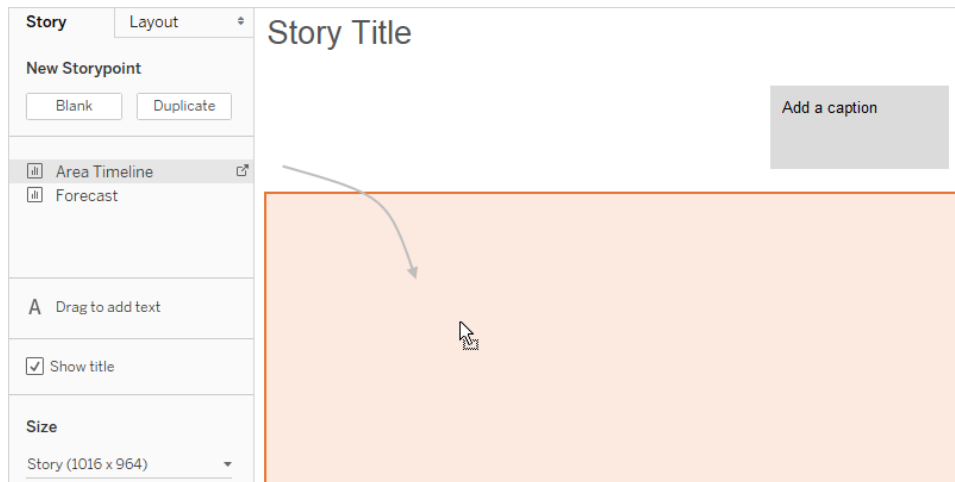 Story
Layout
New Storypoint
Blank
Duplicate
Area Timeline
Forecast
A Drag to add text
Show title
Size
Story (1016 x 964)
Story Title
Add a caption